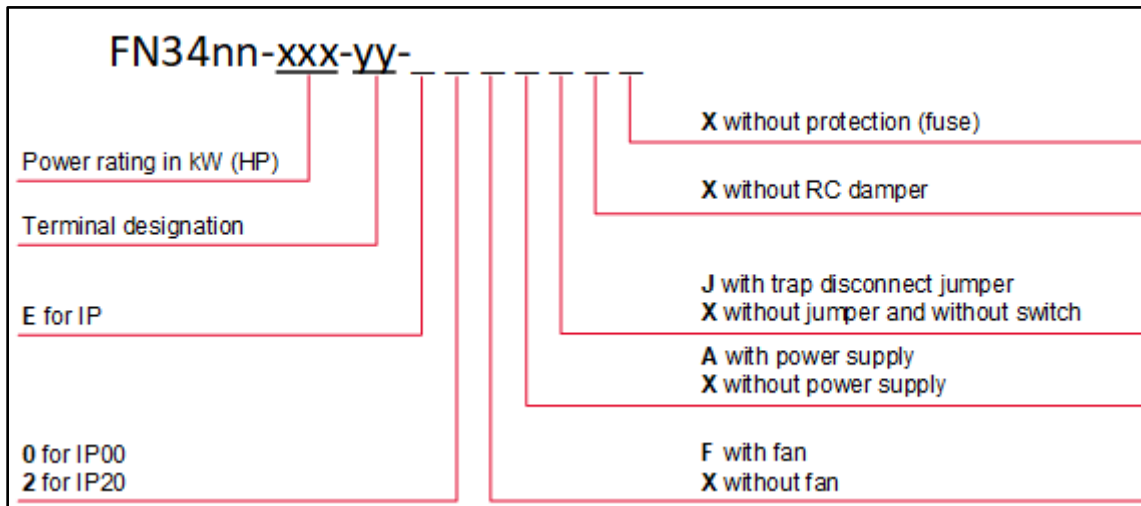 FN34nn-xxx-yy-_ _ _ _ _ _ _
X without protection (fuse)
Power rating in kW (HP)
X without RC damper
Terminal designation
J with trap disconnect jumper
X without jumper and without switch
E for IP
A with power supply
X without power supply
0 for IP00
2 for IP20
F with fan
X without fan